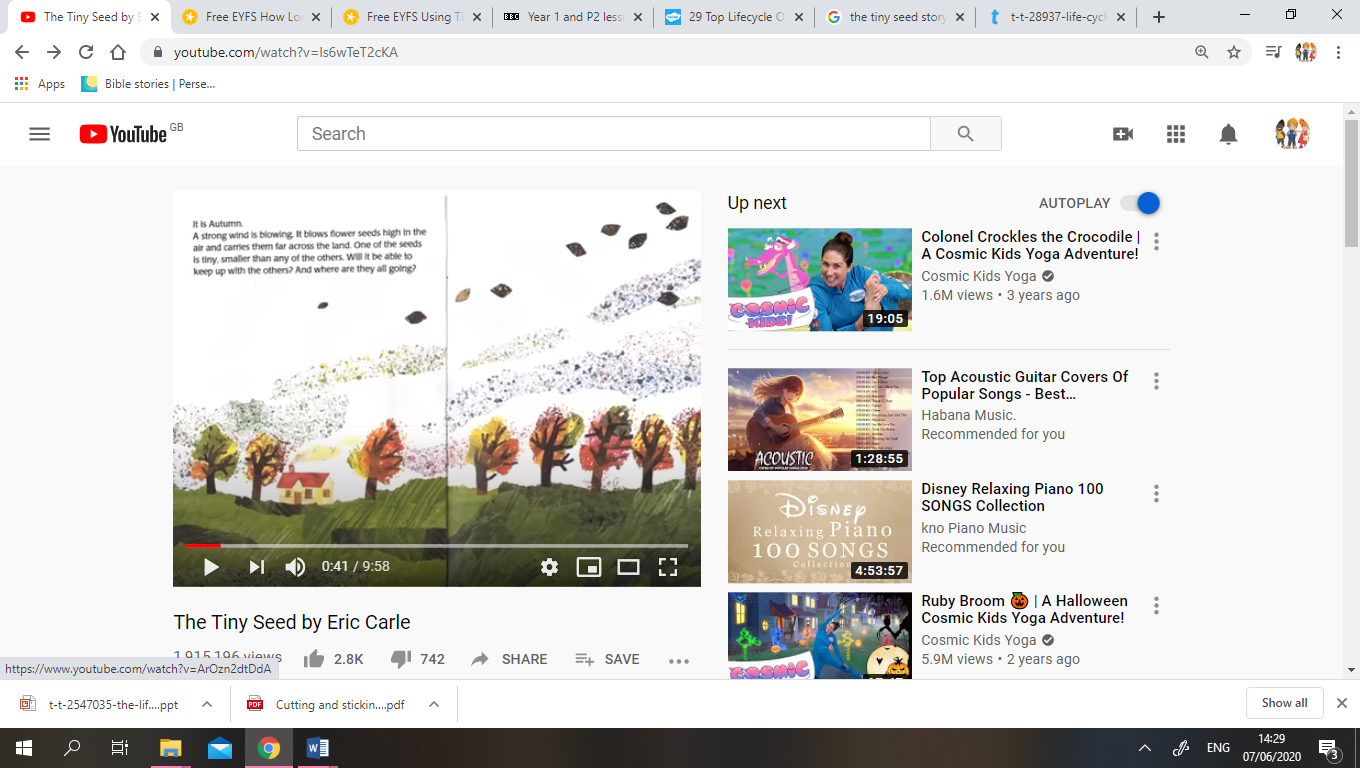 The Tiny Seed by E
Free EYFS How Lo
Free EYFS Using Ti
BBC Year 1 and P2 less
29 Top Lifecycle O
the tiny seed story
t-t-28937-life-cycl
youtube.com/watch?v=ls6wTeT2cKA
Apps
Bible stories | Perse...
YouTube GB
Search
It is Autumn.
A strong wind is blowing. It blows flower seeds high in the
air and carries them far across the land. One of the seeds
is tiny, smaller than any of the others. Will it be able to
keep up with the others? And where are they all going?
0:41 / 9:58
The Tiny Seed by Eric Carle
1,915,196 views
2.8K
742
SHARE
SAVE
Up next
AUTOPLAY
COSMIC
KIDS!
19:05
Colonel Crockles the Crocodile |
A Cosmic Kids Yoga Adventure!
Cosmic Kids Yoga
1.6M views • 3 years ago
ACOUSTIC
1:28:55
Top Acoustic Guitar Covers Of
Popular Songs - Best...
Habana Music.
Recommended for you
Disney
Relaxing Piano
100 SONGS
Collection
4:53:57
Disney Relaxing Piano 100
SONGS Collection
kno Piano Music
Recommended for you
Ruby Broom 🎃 | A Halloween
Cosmic Kids Yoga Adventure!
Cosmic Kids Yoga
5.9M views • 2 years ago
https://www.youtube.com/watch?v=ArOzn2dtDdA
t-t-2547035-the-lif....ppt
PDF
Cutting and stickin....pdf
Show all
ENG
14:29
07/06/2020
3